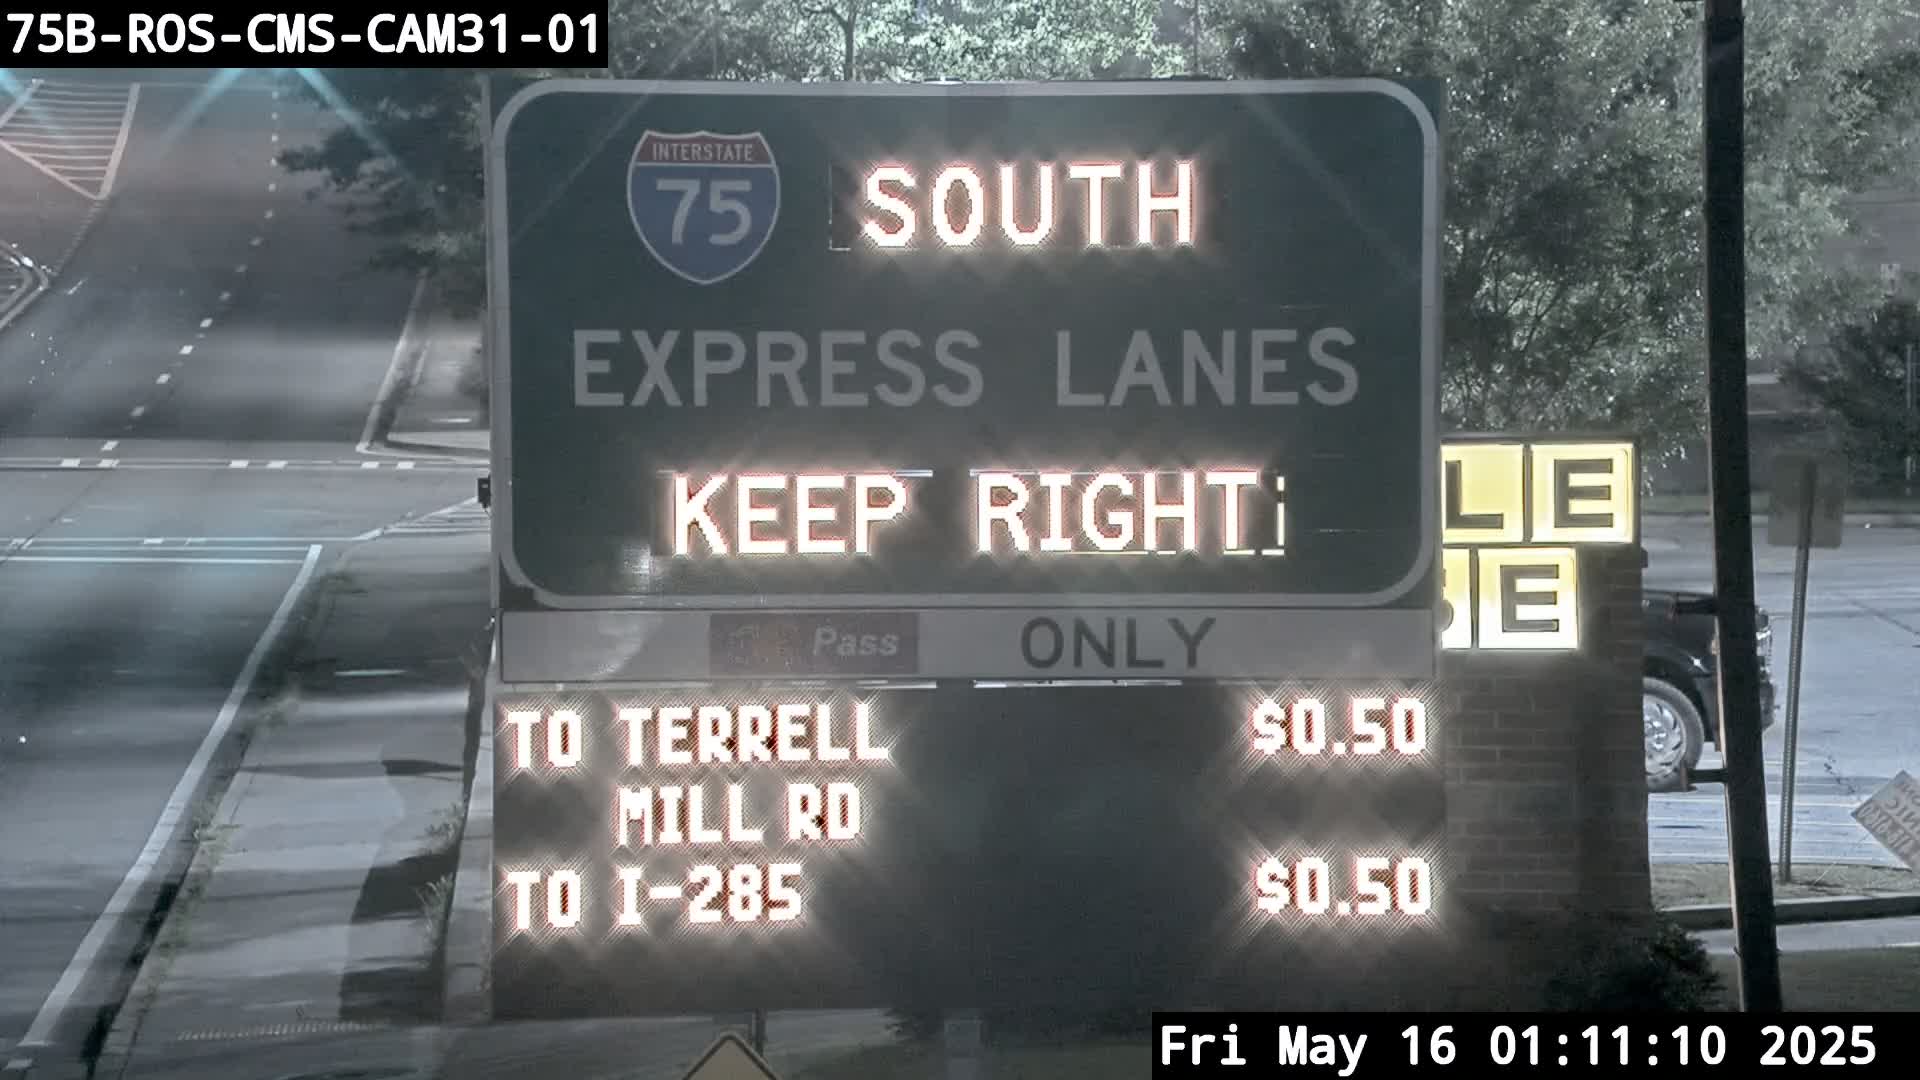 75B-ROS-CMS-CAM31-01
INTERSTATE
75
SOUTH
EXPRESS LANES
KEEP RIGHT
Pass
ONLY
LE
E
TO TERRELL $0.50
MILL RD
TO I-285 $0.50
Fri May 16 01:11:10 2025